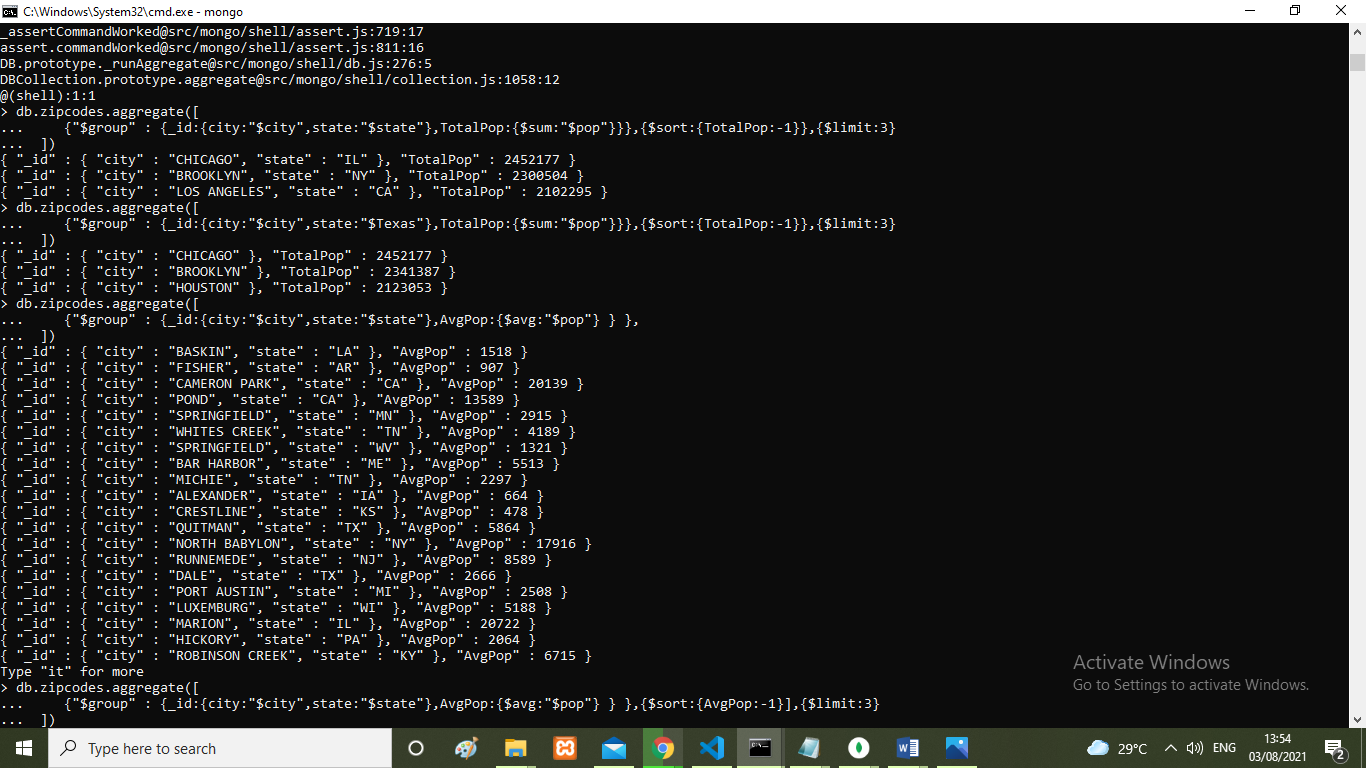 C:\Windows\System32\cmd.exe - mongo
_assertCommandWorked@src/mongo/shell/assert.js:719:17
assert.commandWorked@src/mongo/shell/assert.js:811:16
DB.prototype._runAggregate@src/mongo/shell/db.js:276:5
DBCollection.prototype.aggregate@src/mongo/shell/collection.js:1058:12
@(shell):1:1
> db.zipcodes.aggregate([
...     {"$group" : {_id:{city:"$city",state:"$state"},TotalPop:{$sum:"$pop"}}},{$sort:{TotalPop:-1}},{$limit:3}
...  ])
{ "_id" : { "city" : "CHICAGO", "state" : "IL" }, "TotalPop" : 2452177 }
{ "_id" : { "city" : "BROOKLYN", "state" : "NY" }, "TotalPop" : 2300504 }
{ "_id" : { "city" : "LOS ANGELES", "state" : "CA" }, "TotalPop" : 2102295 }
> db.zipcodes.aggregate([
...     {"$group" : {_id:{city:"$city",state:"$Texas"},TotalPop:{$sum:"$pop"}}},{$sort:{TotalPop:-1}},{$limit:3}
...  ])
{ "_id" : { "city" : "CHICAGO" }, "TotalPop" : 2452177 }
{ "_id" : { "city" : "BROOKLYN" }, "TotalPop" : 2341387 }
{ "_id" : { "city" : "HOUSTON" }, "TotalPop" : 2123053 }
> db.zipcodes.aggregate([
...     {"$group" : {_id:{city:"$city",state:"$state"},AvgPop:{$avg:"$pop"} } },
...  ])
{ "_id" : { "city" : "BASKIN", "state" : "LA" }, "AvgPop" : 1518 }
{ "_id" : { "city" : "FISHER", "state" : "AR" }, "AvgPop" : 907 }
{ "_id" : { "city" : "CAMERON PARK", "state" : "CA" }, "AvgPop" : 20139 }
{ "_id" : { "city" : "POND", "state" : "CA" }, "AvgPop" : 13589 }
{ "_id" : { "city" : "SPRINGFIELD", "state" : "MN" }, "AvgPop" : 2915 }
{ "_id" : { "city" : "WHITES CREEK", "state" : "TN" }, "AvgPop" : 4189 }
{ "_id" : { "city" : "SPRINGFIELD", "state" : "WV" }, "AvgPop" : 1321 }
{ "_id" : { "city" : "BAR HARBOR", "state" : "ME" }, "AvgPop" : 5513 }
{ "_id" : { "city" : "MICHIE", "state" : "TN" }, "AvgPop" : 2297 }
{ "_id" : { "city" : "ALEXANDER", "state" : "IA" }, "AvgPop" : 664 }
{ "_id" : { "city" : "CRESTLINE", "state" : "KS" }, "AvgPop" : 478 }
{ "_id" : { "city" : "QUITMAN", "state" : "TX" }, "AvgPop" : 5864 }
{ "_id" : { "city" : "NORTH BABYLON", "state" : "NY" }, "AvgPop" : 17916 }
{ "_id" : { "city" : "RUNNEMEDE", "state" : "NJ" }, "AvgPop" : 8589 }
{ "_id" : { "city" : "DALE", "state" : "TX" }, "AvgPop" : 2666 }
{ "_id" : { "city" : "PORT AUSTIN", "state" : "MI" }, "AvgPop" : 2508 }
{ "_id" : { "city" : "LUXEMBURG", "state" : "WI" }, "AvgPop" : 5188 }
{ "_id" : { "city" : "MARION", "state" : "IL" }, "AvgPop" : 20722 }
{ "_id" : { "city" : "HICKORY", "state" : "PA" }, "AvgPop" : 2064 }
{ "_id" : { "city" : "ROBINSON CREEK", "state" : "KY" }, "AvgPop" : 6715 }
Type "it" for more
> db.zipcodes.aggregate([
...     {"$group" : {_id:{city:"$city",state:"$state"},AvgPop:{$avg:"$pop"} } },{$sort:{AvgPop:-1}],{$limit:3}
...  ])
Activate Windows
Go to Settings to activate Windows.
Type here to search
29°C
ENG
13:54
03/08/2021
2